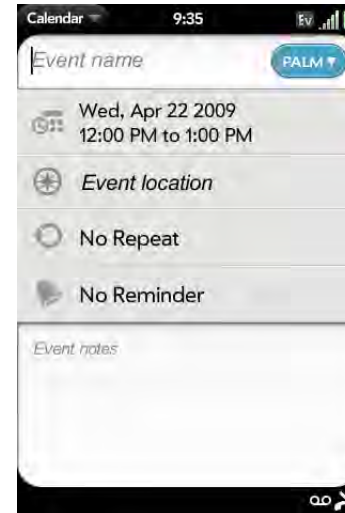 Calendar 9:35 Ev
Event name PALM
Wed, Apr 22 2009
12:00 PM to 1:00 PM
Event location
No Repeat
No Reminder
Event notes